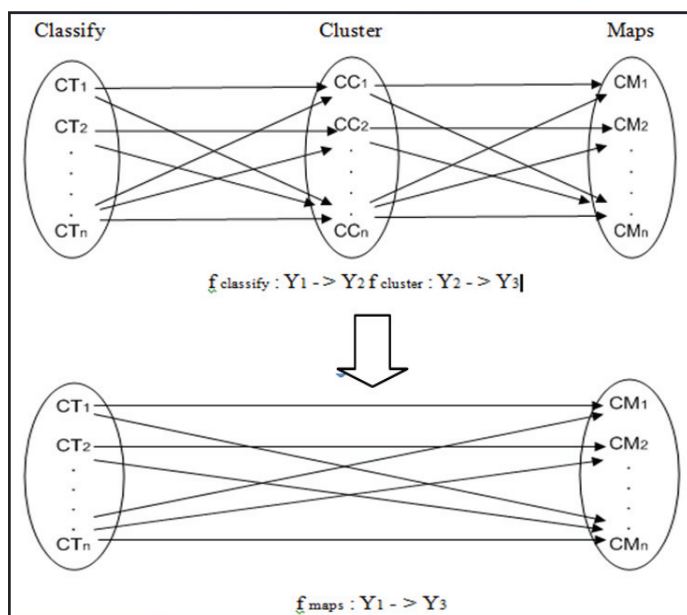 Classify Cluster Maps
CT1 CC1 CM1
CT2 CC2 CM2
. . .
. . .
. . .
. . .
CTn CCn CMn
f classify : Y1 - > Y2 f cluster : Y2 - > Y3
CT1 CM1
CT2 CM2
. .
. .
. .
. .
CTn CMn
f maps : Y1 - > Y3